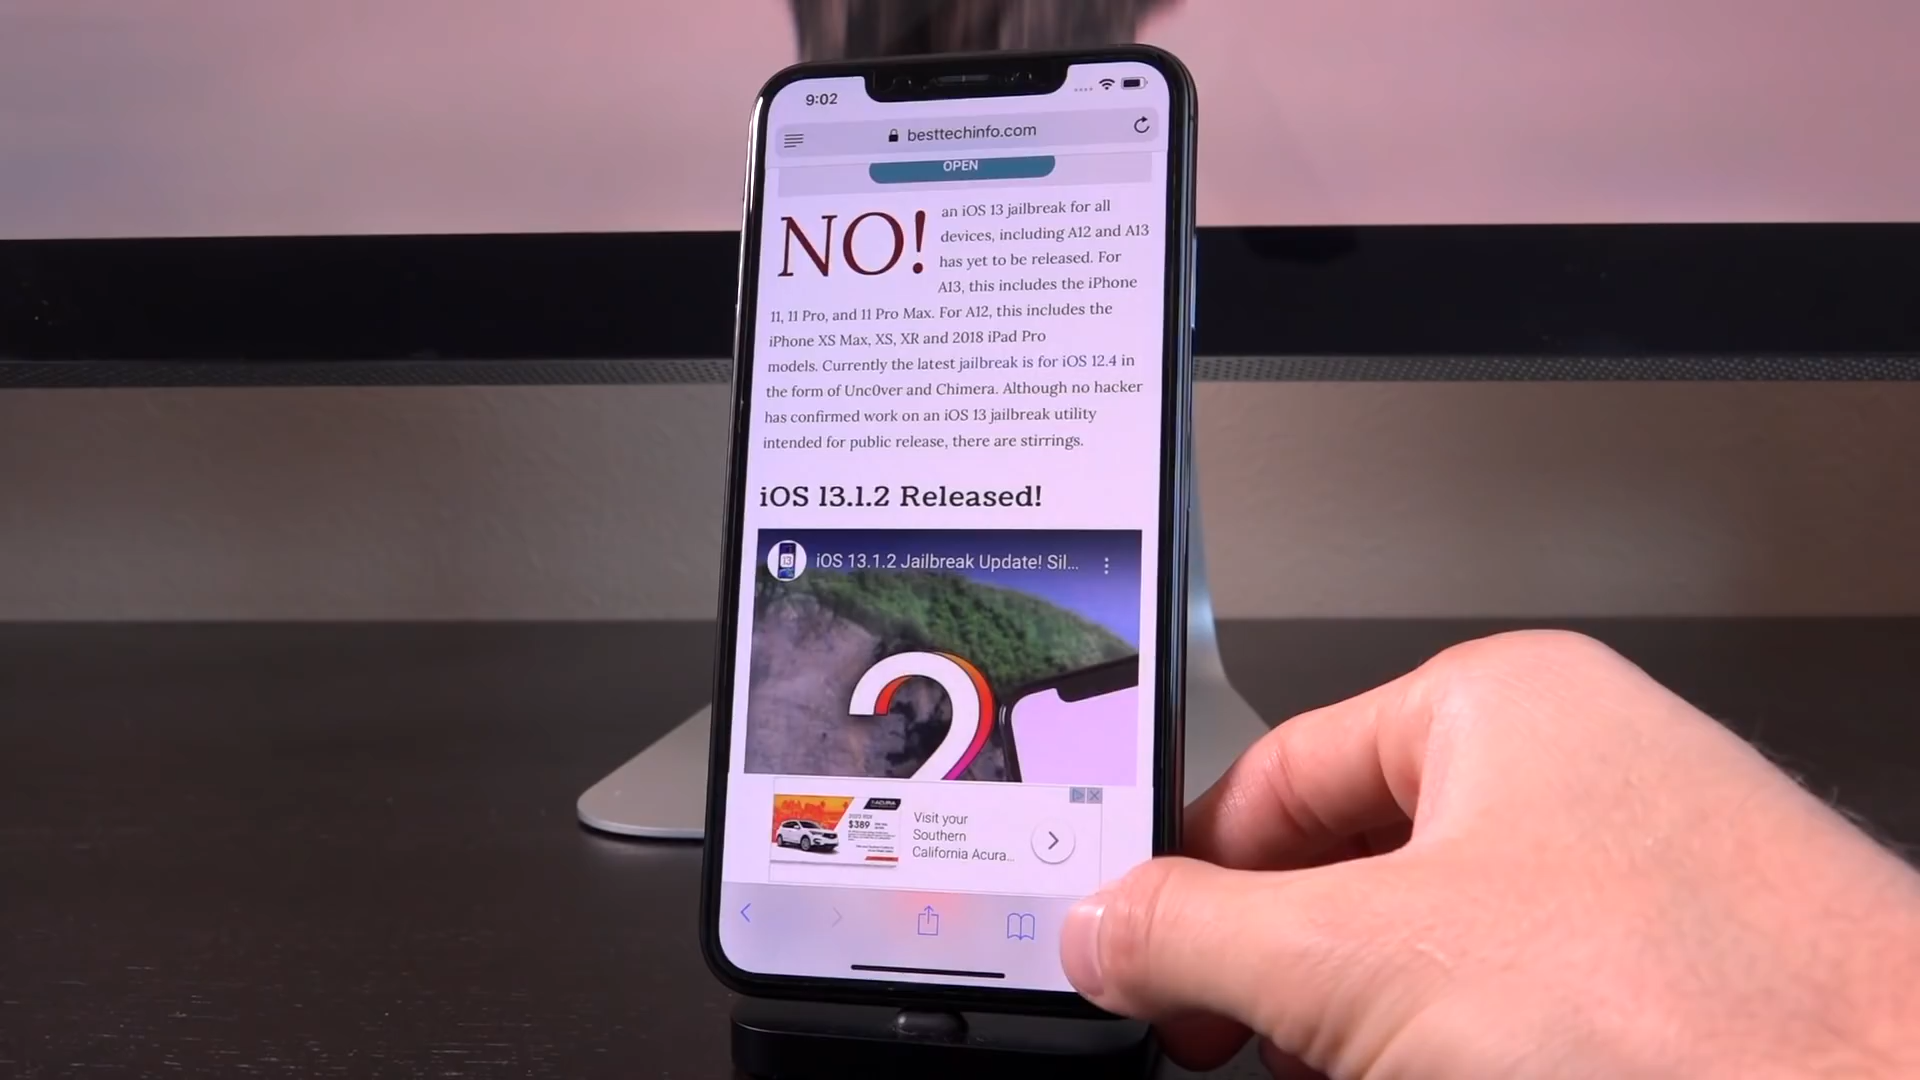 9:02
besttechinfo.com
OPEN
NO!
an iOS 13 jailbreak for all
devices, including A12 and A13
has yet to be released. For
A13, this includes the iPhone
11, 11 Pro, and 11 Pro Max. For A12, this includes the
iPhone XS Max, XS, XR and 2018 iPad Pro
models. Currently the latest jailbreak is for iOS 12.4 in
the form of Unc0ver and Chimera. Although no hacker
has confirmed work on an iOS 13 jailbreak utility
intended for public release, there are stirrings.
iOS 13.1.2 Released!
13
iOS 13.1.2 Jailbreak Update! Sil...
2
ACURA
$389
Visit your
Southern
California Acura...